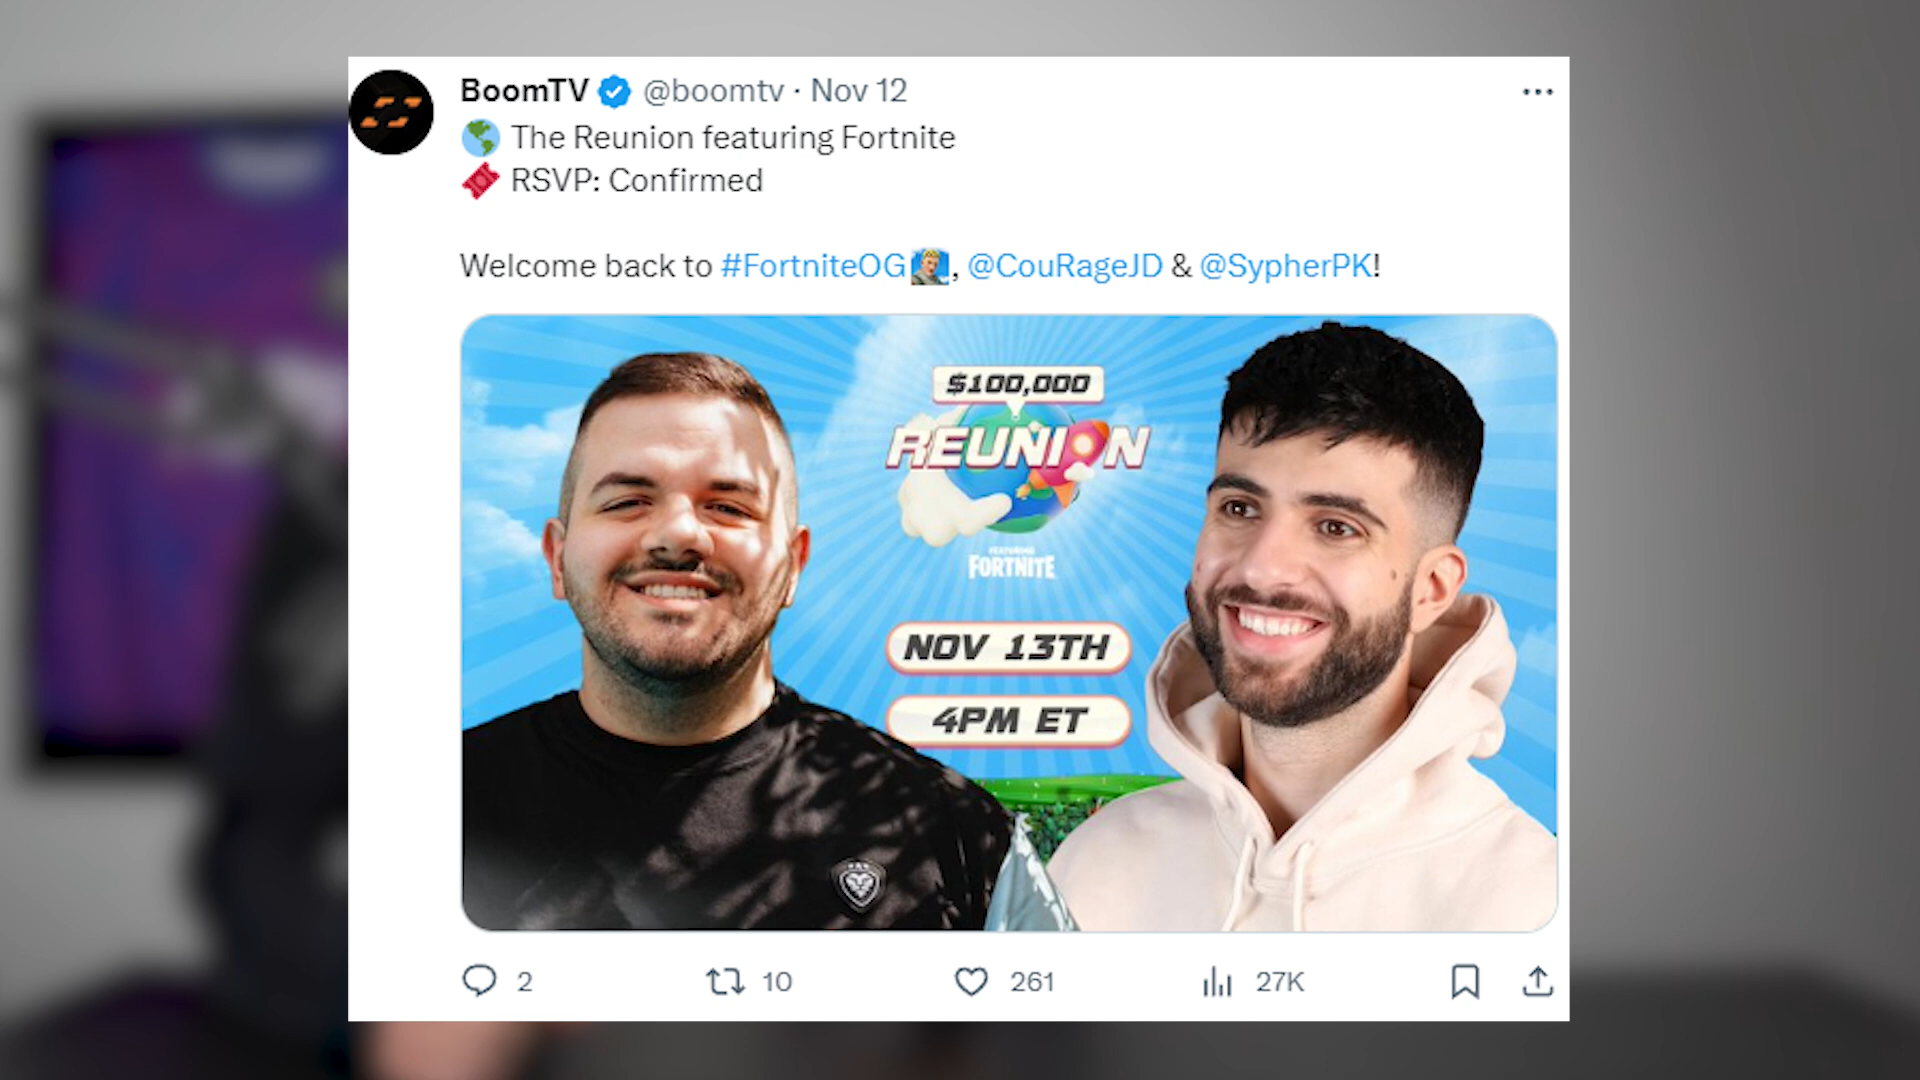 BoomTV @boomtv · Nov 12
The Reunion featuring Fortnite
RSVP: Confirmed
Welcome back to #FortniteOG, @CouRageJD & @SypherPK!
$100,000
REUNION
FEATURING
FORTNITE
NOV 13TH
4PM ET
2 10 261 27K